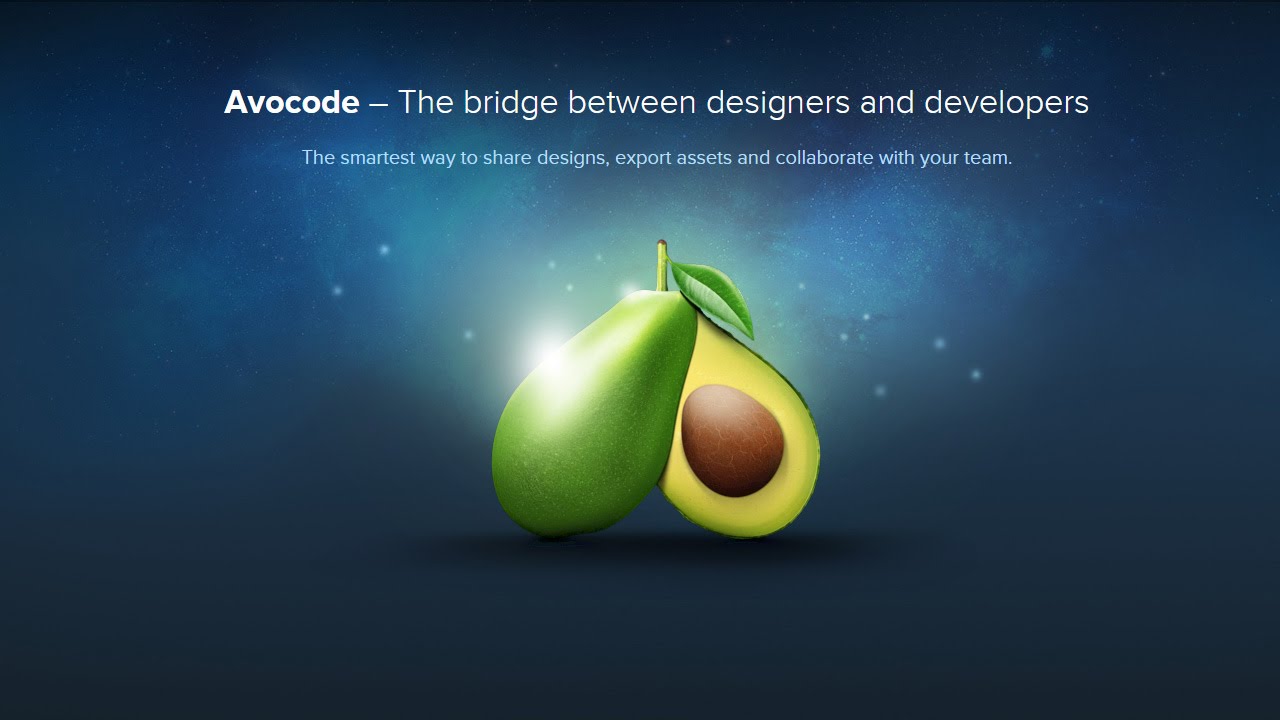 Avocode – The bridge between designers and developers
The smartest way to share designs, export assets and collaborate with your team.